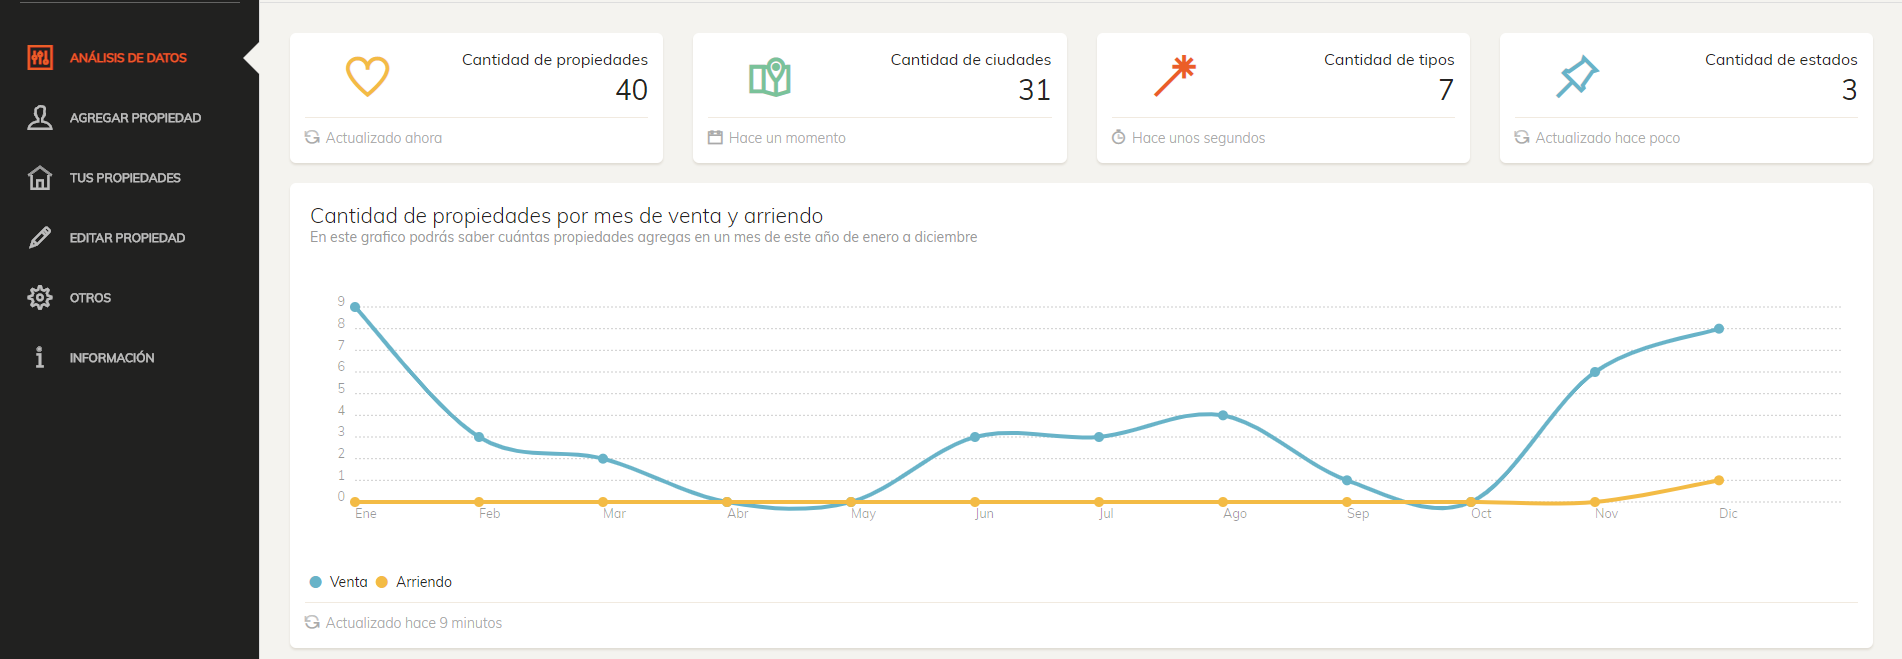 ANÁLISIS DE DATOS
AGREGAR PROPIEDAD
TUS PROPIEDADES
EDITAR PROPIEDAD
OTROS
INFORMACIÓN
Cantidad de propiedades
40
Actualizado ahora
Cantidad de ciudades
31
Hace un momento
Cantidad de tipos
7
Hace unos segundos
Cantidad de estados
3
Actualizado hace poco
Cantidad de propiedades por mes de venta y arriendo
En este grafico podrás saber cuántas propiedades agregas en un mes de este año de enero a diciembre
9
8
7
6
5
4
3
2
1
0
Ene Feb Mar Abr May Jun Jul Ago Sep Oct Nov Dic
Venta Arriendo
Actualizado hace 9 minutos